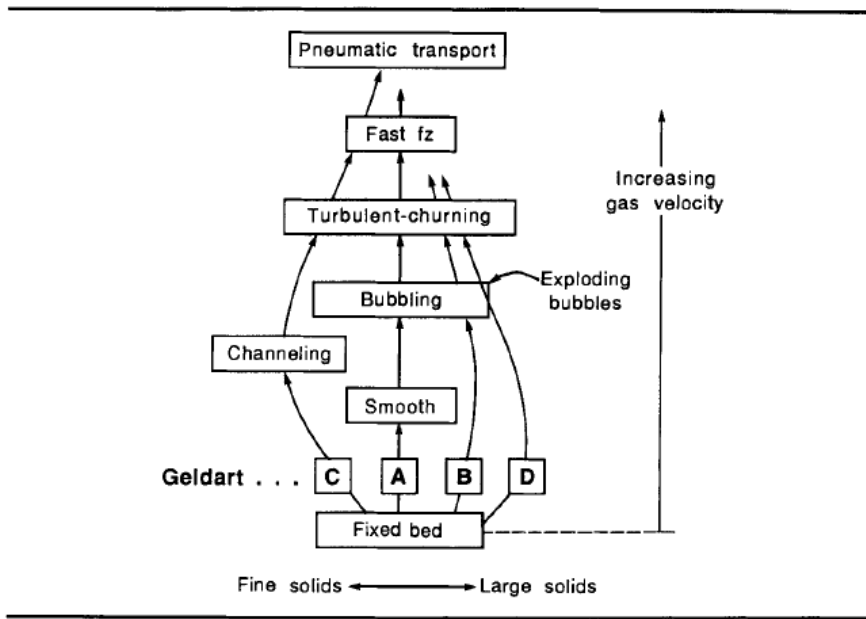 Pneumatic transport
Fast fz
Increasing
gas velocity
Turbulent-churning
Exploding
bubbles
Bubbling
Channeling
Smooth
Geldart . . . C A B D
Fixed bed
Fine solids Large solids